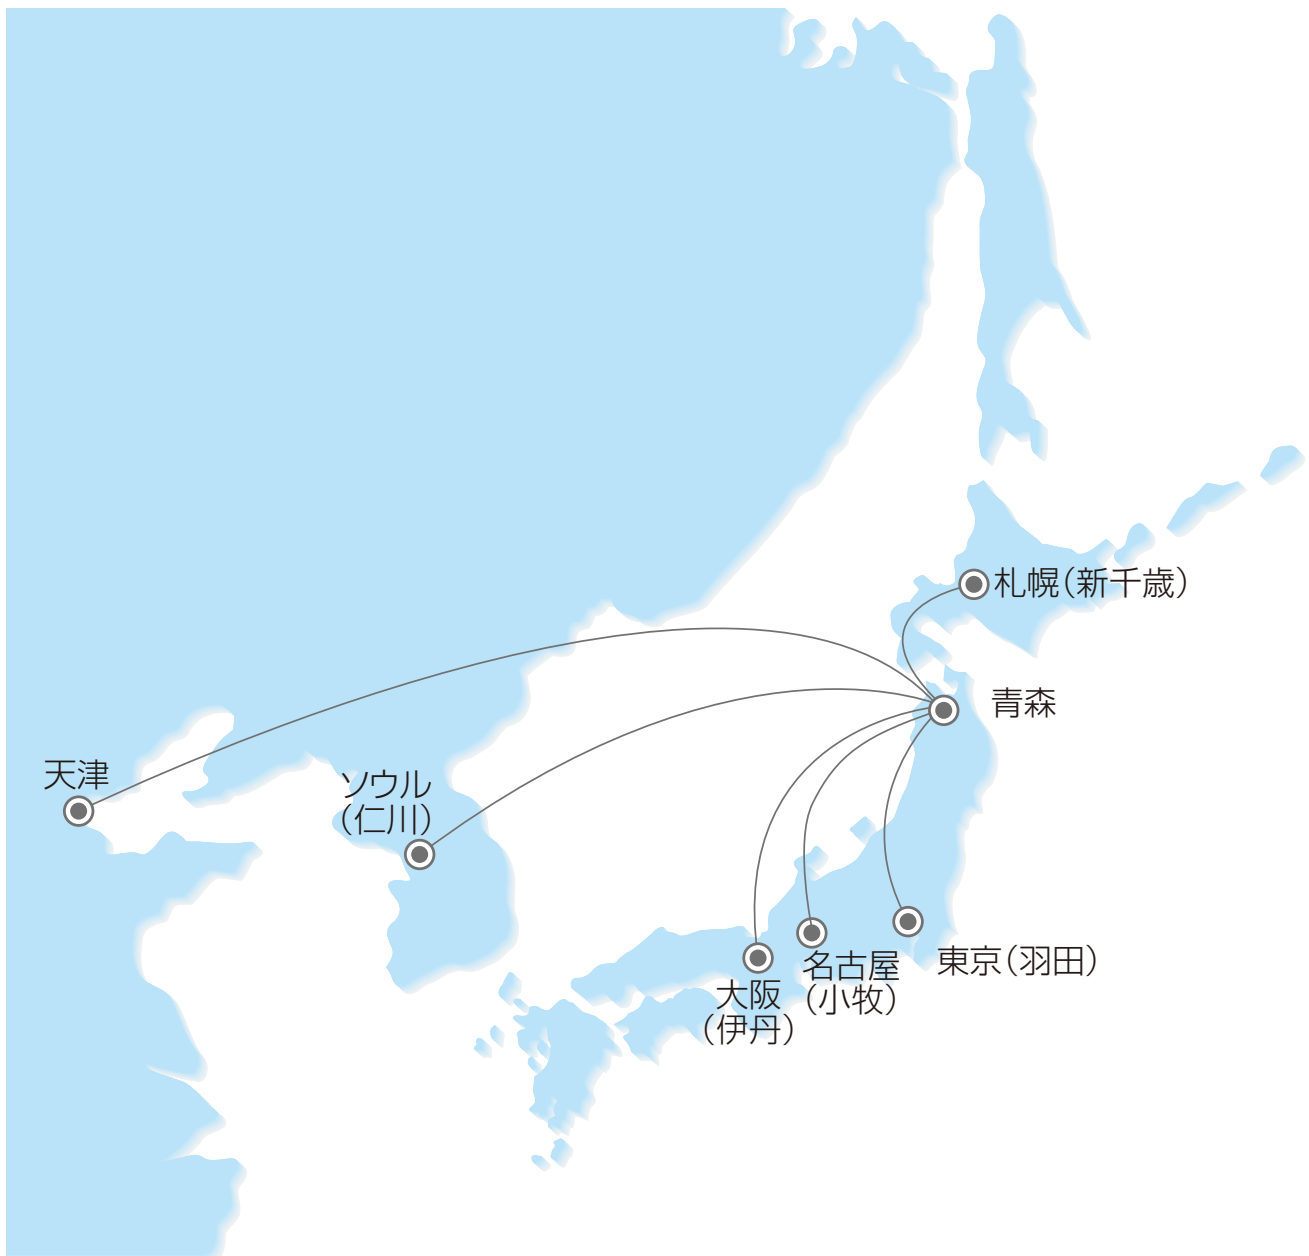 札幌（新千歳）
青森
天津
ソウル
（仁川）
東京（羽田）
名古屋
（小牧）
大阪
（伊丹）